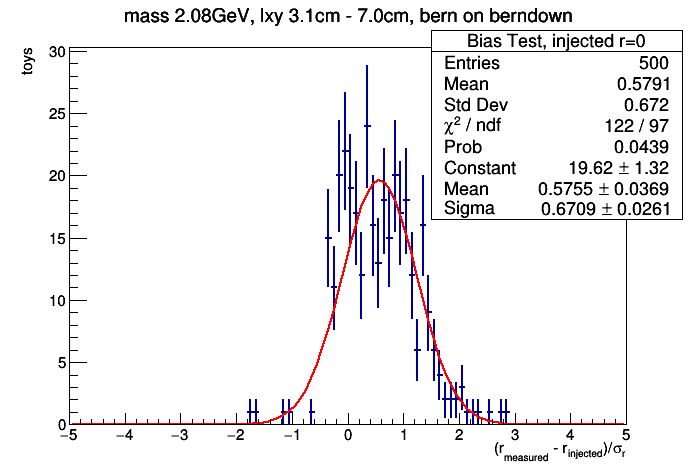 mass 2.08GeV, lxy 3.1cm - 7.0cm, bern on berndown
toys
Bias Test, injected r=0
Entries 500
Mean 0.5791
Std Dev 0.672
χ² / ndf 122 / 97
Prob 0.0439
Constant 19.62 ± 1.32
Mean 0.5755 ± 0.0369
Sigma 0.6709 ± 0.0261
30
25
20
15
10
5
0
−5 −4 −3 −2 −1 0 1 2 3 4 5
(r_measured - r_injected)/σ_r